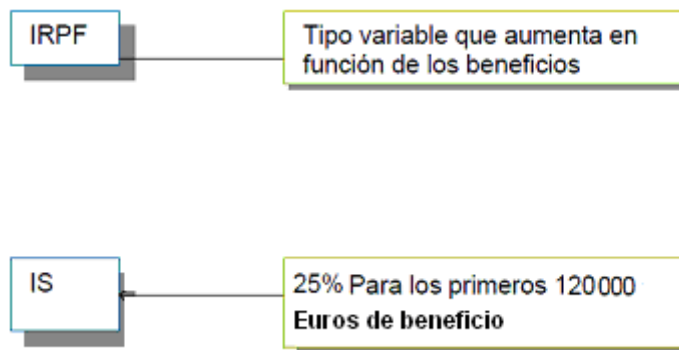 IRPF
Tipo variable que aumenta en
función de los beneficios
IS
25% Para los primeros 120000
Euros de beneficio